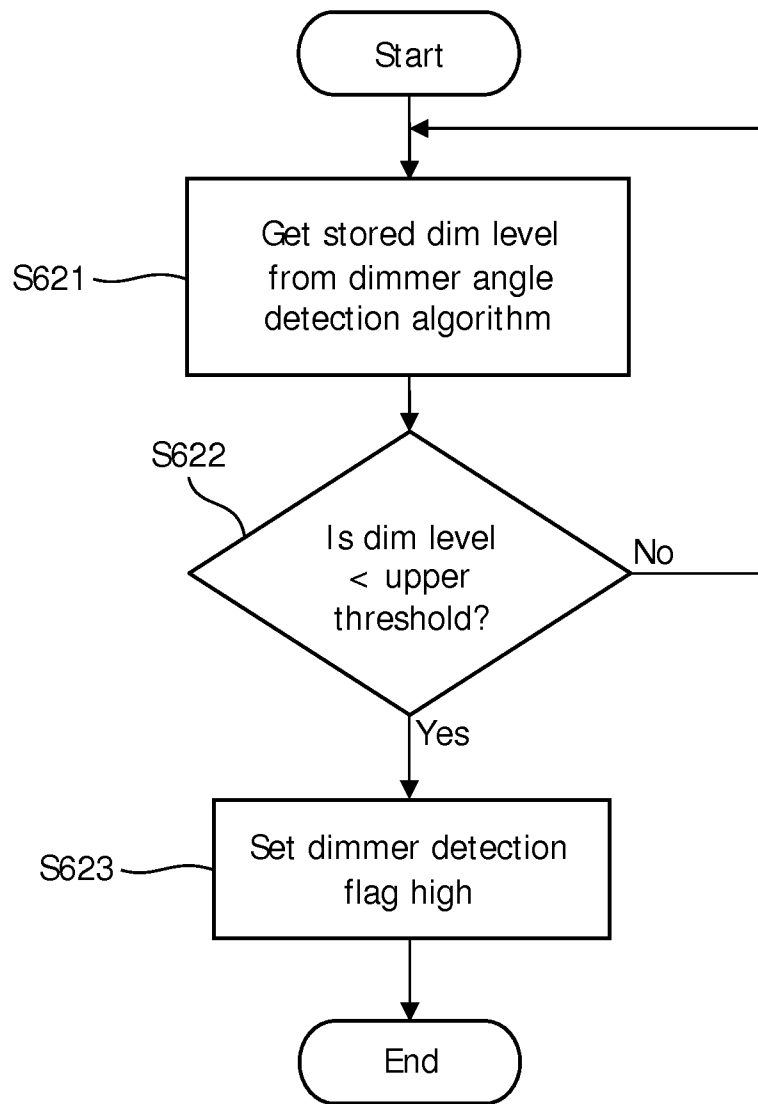 Start
S621
Get stored dim level
from dimmer angle
detection algorithm
S622
Is dim level
< upper
threshold?
No
Yes
S623
Set dimmer detection
flag high
End